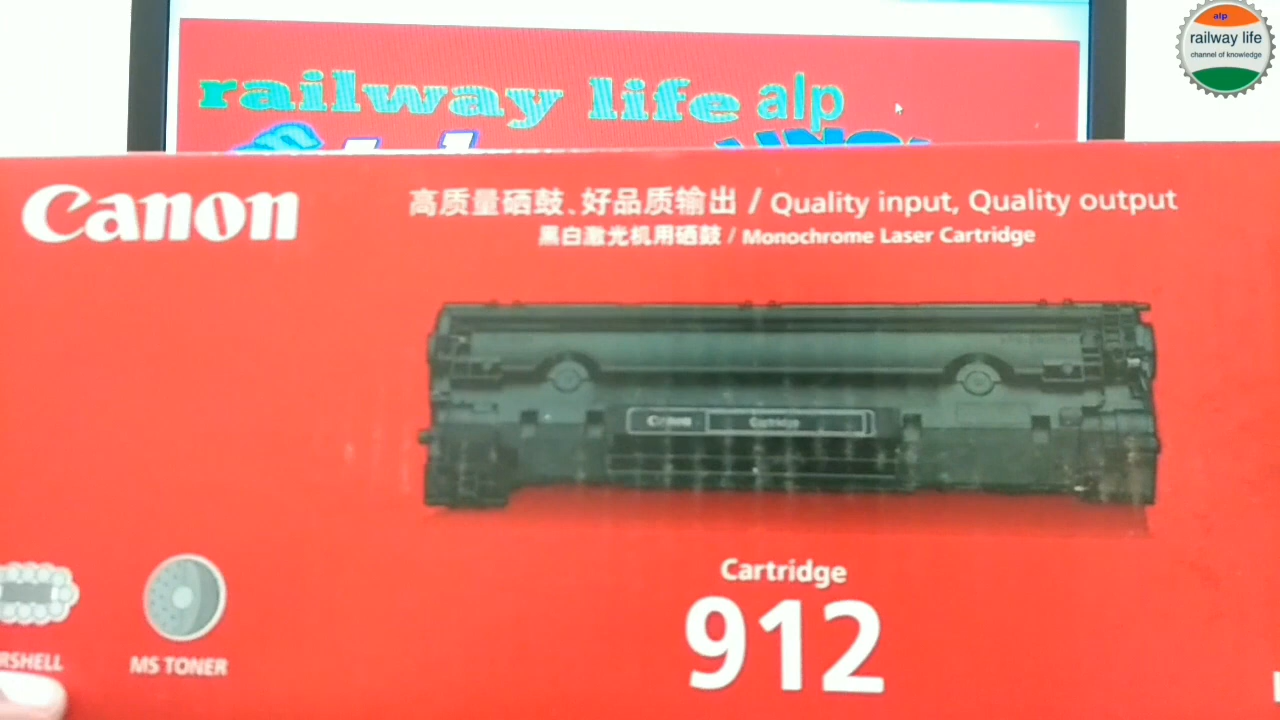 alp
railway life
channel of knowledge
railway life alp
Canon
高质量硒鼓、好品质输出 / Quality input, Quality output
黑白激光机用硒鼓 / Monochrome Laser Cartridge
Canon Cartridge
Cartridge
912
RSHELL
MS TONER